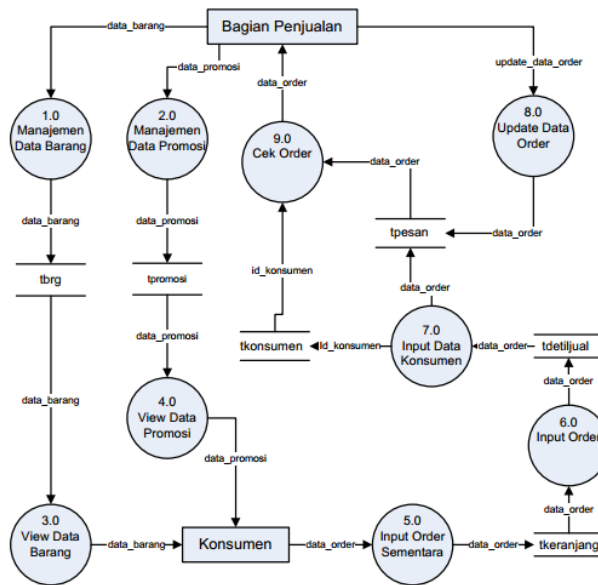 Bagian Penjualan
data_barang
data_promosi
data_order
update_data_order
1.0
Manajemen
Data Barang
2.0
Manajemen
Data Promosi
9.0
Cek Order
8.0
Update Data
Order
data_order
data_barang
data_promosi
tpesan
data_order
id_konsumen
tbrg
tpromosi
data_order
data_promosi
tkonsumen
Id_konsumen
7.0
Input Data
Konsumen
data_order
tdetiljual
data_order
data_barang
4.0
View Data
Promosi
6.0
Input Order
data_promosi
data_order
3.0
View Data
Barang
data_barang
Konsumen
data_order
5.0
Input Order
Sementara
data_order
tkeranjang